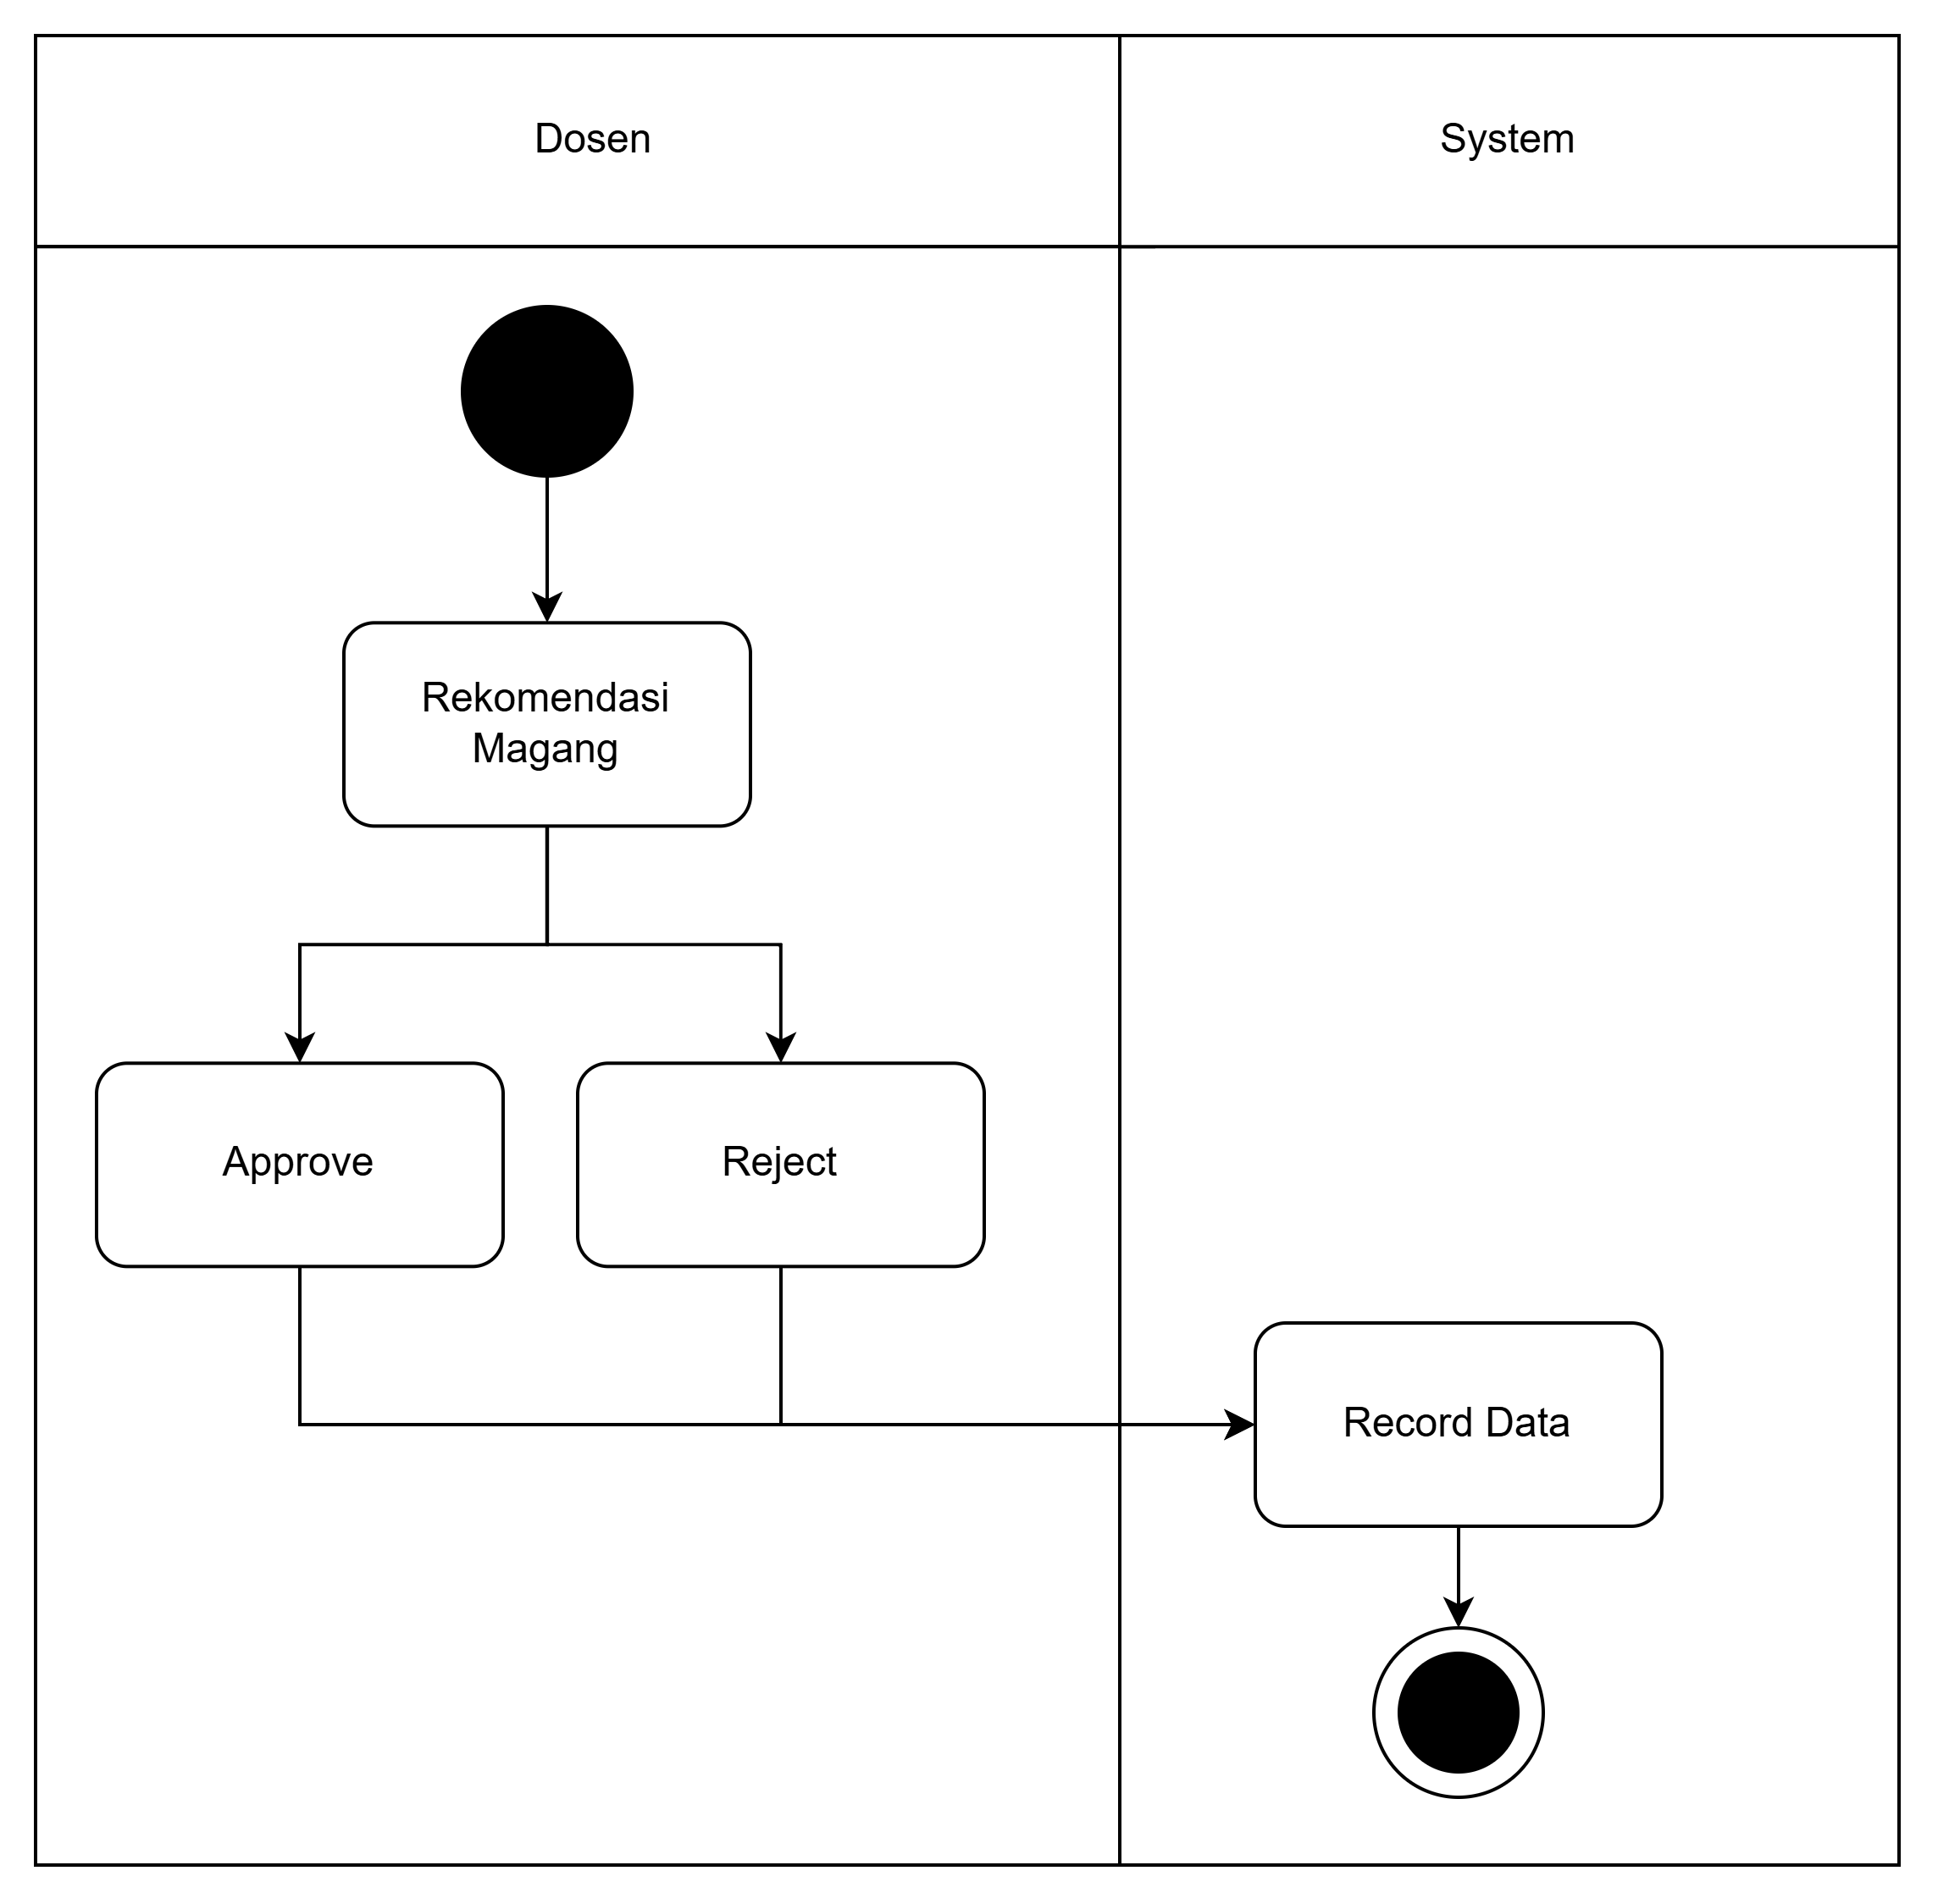 Dosen
System
Rekomendasi
Magang
Approve
Reject
Record Data